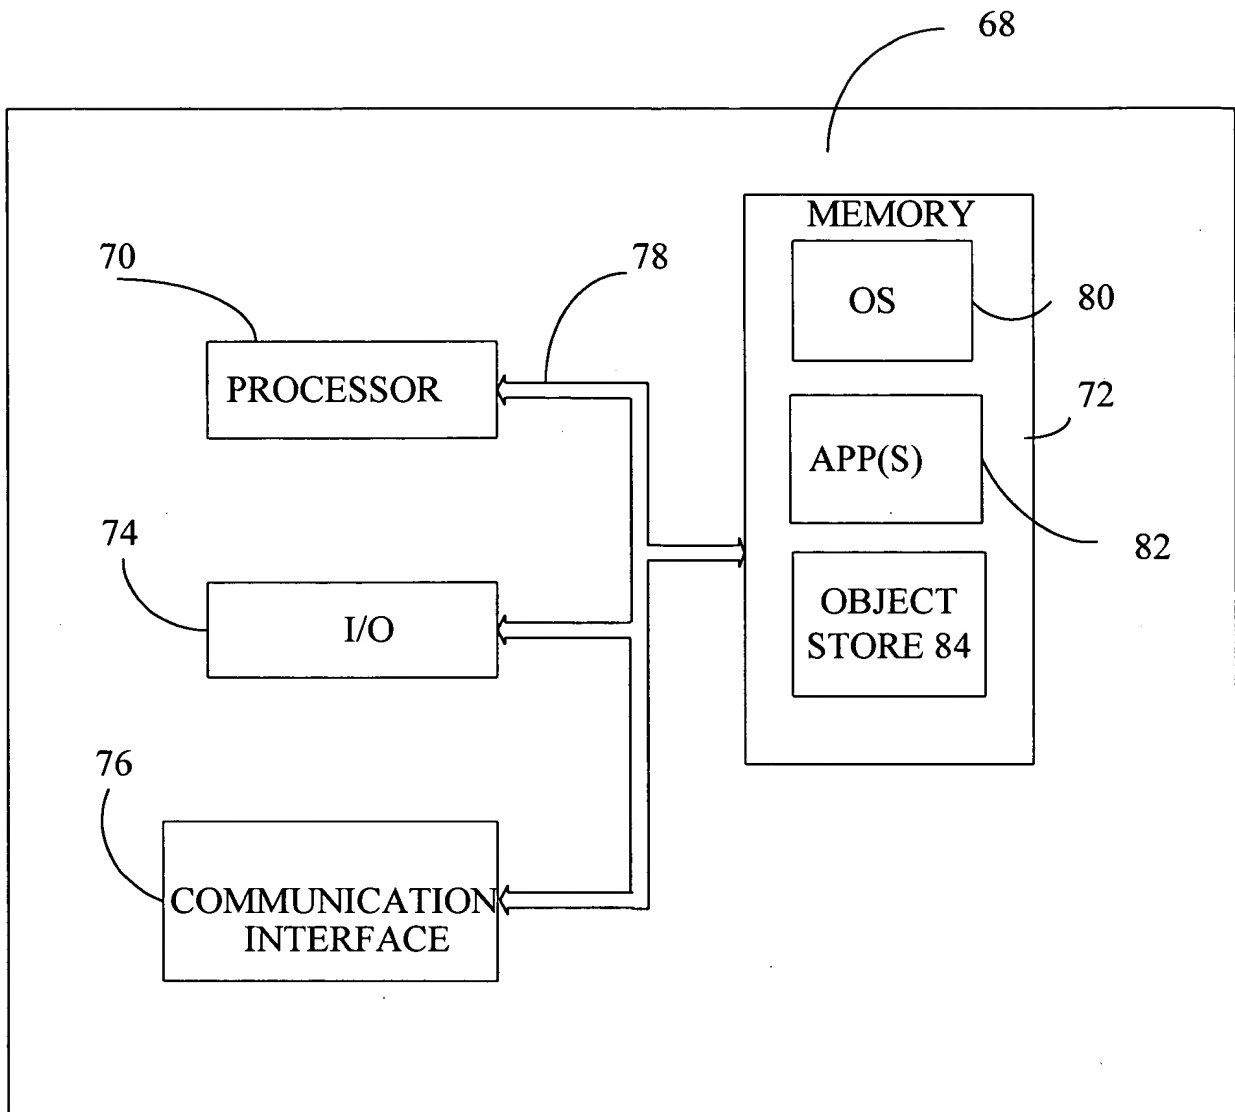 68
MEMORY
70
78
OS
80
PROCESSOR
72
APP(S)
74
82
I/O
OBJECT
STORE 84
76
COMMUNICATION
INTERFACE